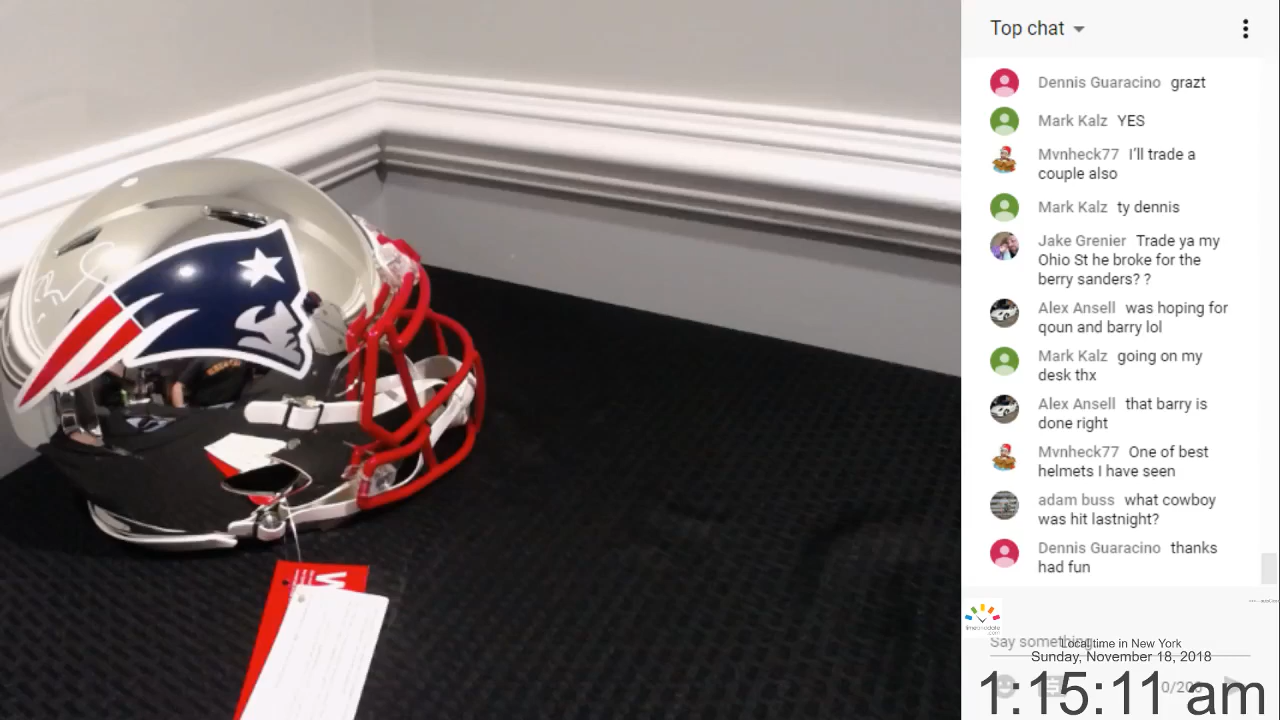 Top chat
Dennis Guaracino grazt
Mark Kalz YES
Mvnheck77 I'll trade a
couple also
Mark Kalz ty dennis
Jake Grenier Trade ya my
Ohio St he broke for the
berry sanders? ?
Alex Ansell was hoping for
qoun and barry lol
Mark Kalz going on my
desk thx
Alex Ansell that barry is
done right
Mvnheck77 One of best
helmets I have seen
adam buss what cowboy
was hit lastnight?
Dennis Guaracino thanks
had fun
Say something...
Local time in New York
Sunday, November 18, 2018
0/200
1:15:11 am